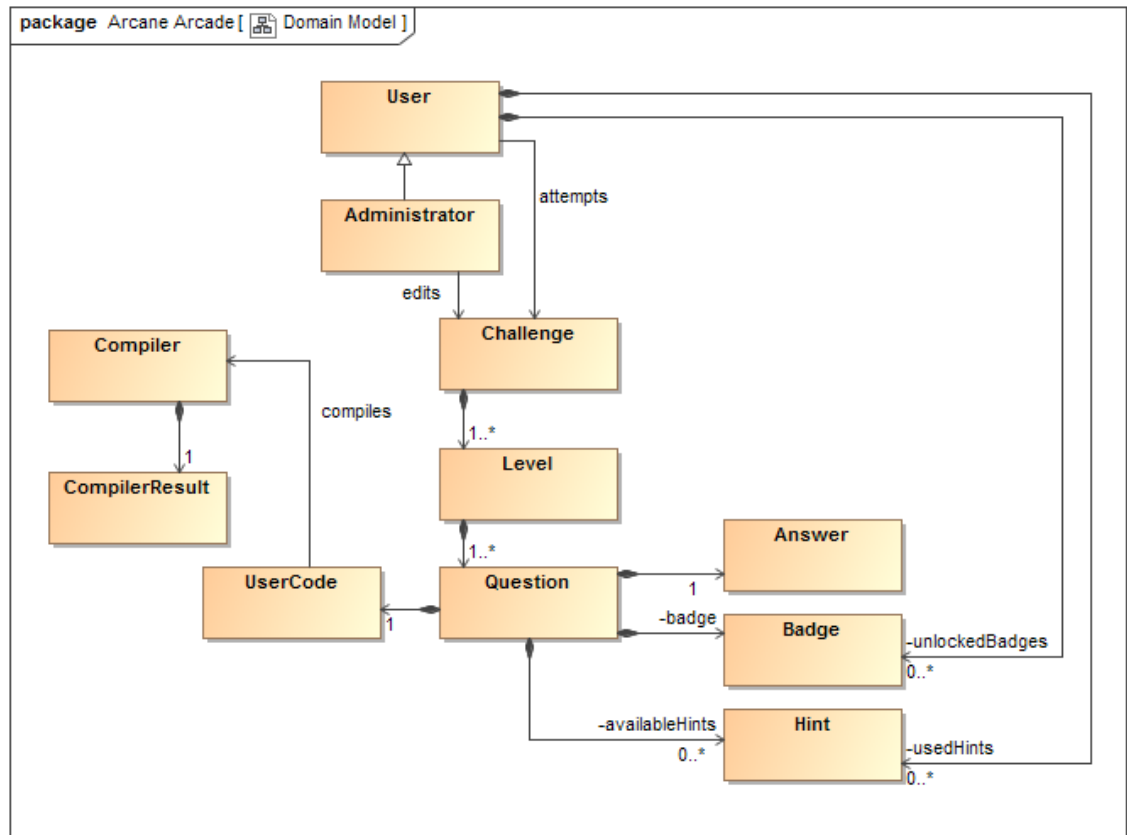 package Arcane Arcade [ Domain Model ]
User
attempts
Administrator
edits
Challenge
Compiler
compiles
1..*
1
Level
CompilerResult
1..*
Answer
UserCode
Question
1
1
-badge
Badge
-unlockedBadges
0..*
-availableHints
0..*
Hint
-usedHints
0..*